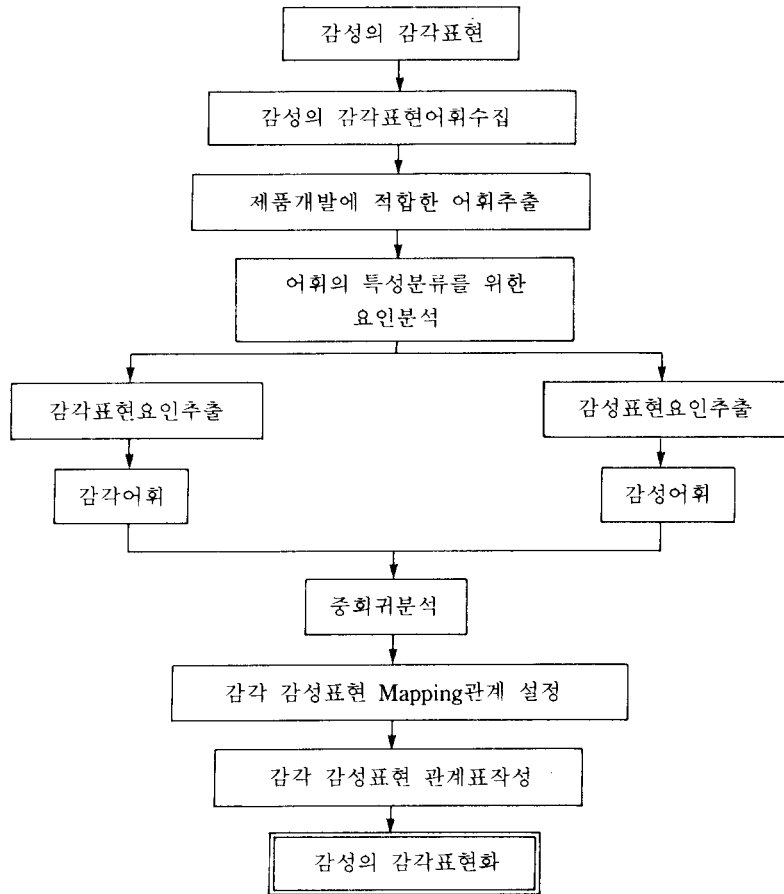 감성의 감각표현
감성의 감각표현어휘수집
제품개발에 적합한 어휘추출
어휘의 특성분류를 위한
요인분석
감각표현요인추출
감성표현요인추출
감각어휘
감성어휘
중회귀분석
감각 감성표현 Mapping관계 설정
감각 감성표현 관계표작성
감성의 감각표현화